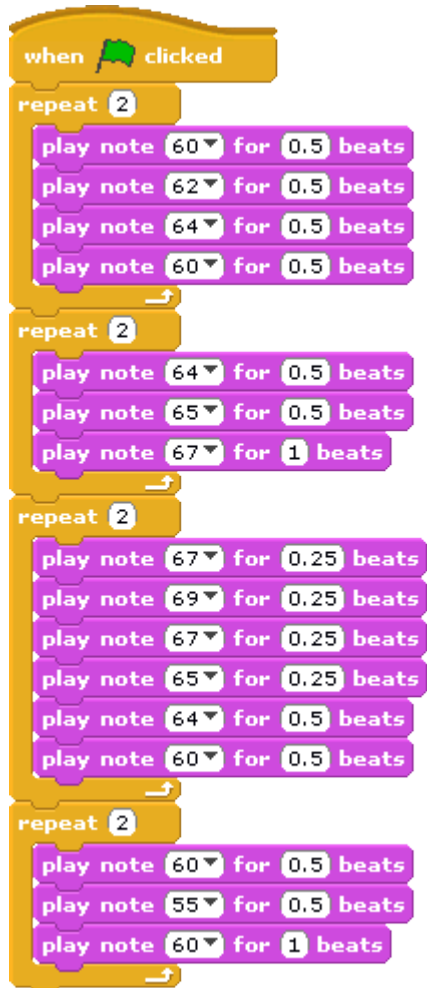 when clicked
repeat 2
play note 60 for 0.5 beats
play note 62 for 0.5 beats
play note 64 for 0.5 beats
play note 60 for 0.5 beats
repeat 2
play note 64 for 0.5 beats
play note 65 for 0.5 beats
play note 67 for 1 beats
repeat 2
play note 67 for 0.25 beats
play note 69 for 0.25 beats
play note 67 for 0.25 beats
play note 65 for 0.25 beats
play note 64 for 0.5 beats
play note 60 for 0.5 beats
repeat 2
play note 60 for 0.5 beats
play note 55 for 0.5 beats
play note 60 for 1 beats